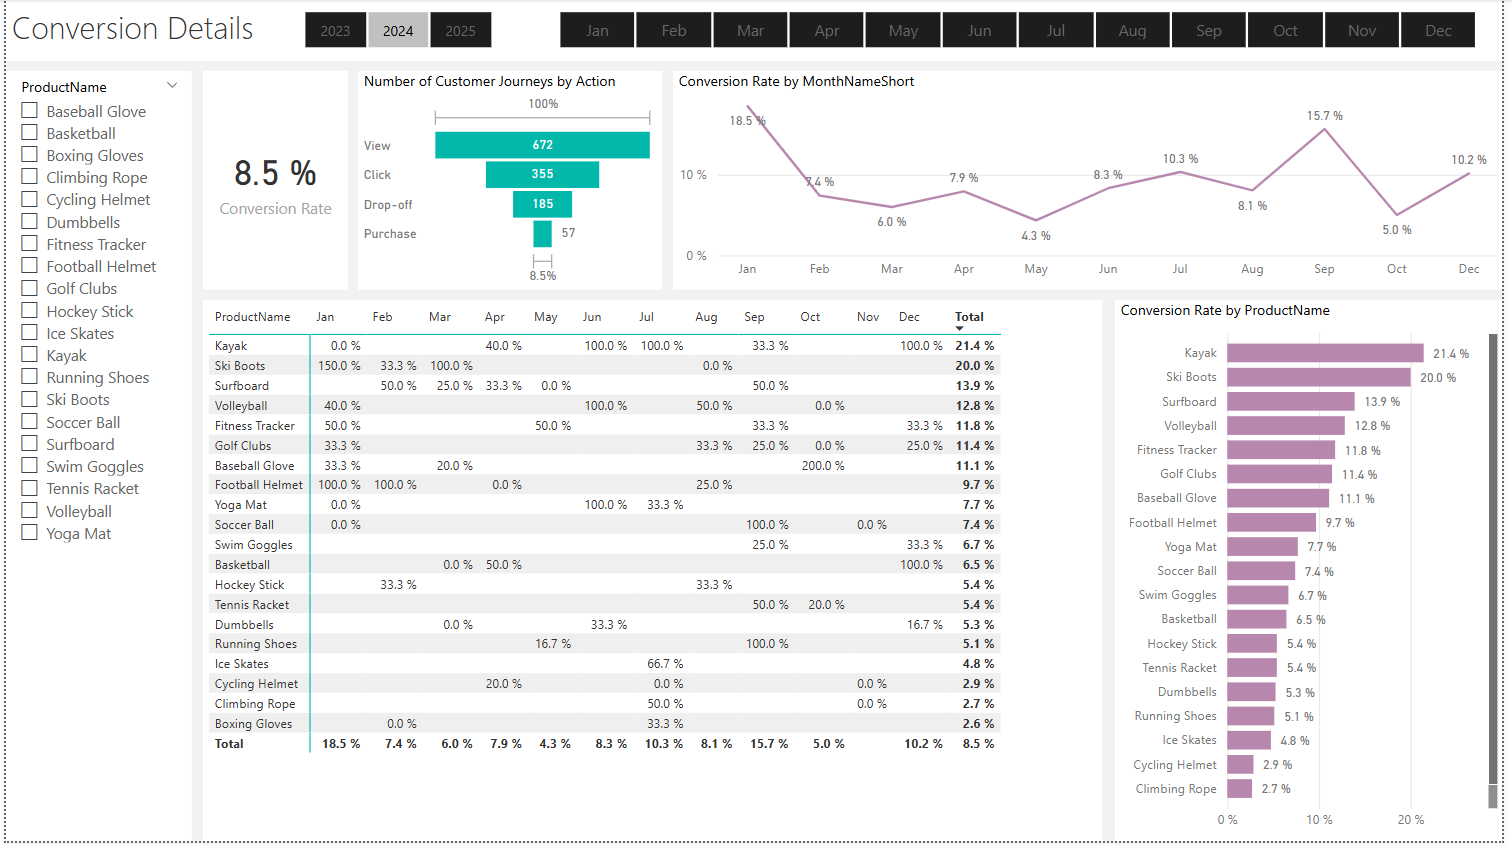 Conversion Details
2023 2024 2025
Jan Feb Mar Apr May Jun Jul Aug Sep Oct Nov Dec
ProductName
Baseball Glove
Basketball
Boxing Gloves
Climbing Rope
Cycling Helmet
Dumbbells
Fitness Tracker
Football Helmet
Golf Clubs
Hockey Stick
Ice Skates
Kayak
Running Shoes
Ski Boots
Soccer Ball
Surfboard
Swim Goggles
Tennis Racket
Volleyball
Yoga Mat
8.5 %
Conversion Rate
Number of Customer Journeys by Action
100%
View 672
Click 355
Drop-off 185
Purchase 57
8.5%
Conversion Rate by MonthNameShort
10 %
0 %
18.5 % 7.4 % 6.0 % 7.9 % 4.3 % 8.3 % 10.3 % 8.1 % 15.7 % 5.0 % 10.2 %
Jan Feb Mar Apr May Jun Jul Aug Sep Oct Dec
ProductName Jan Feb Mar Apr May Jun Jul Aug Sep Oct Nov Dec Total
Kayak 0.0 % 40.0 % 100.0 % 100.0 % 33.3 % 100.0 % 21.4 %
Ski Boots 150.0 % 33.3 % 100.0 % 0.0 % 20.0 %
Surfboard 50.0 % 25.0 % 33.3 % 0.0 % 50.0 % 13.9 %
Volleyball 40.0 % 100.0 % 50.0 % 0.0 % 12.8 %
Fitness Tracker 50.0 % 50.0 % 33.3 % 33.3 % 11.8 %
Golf Clubs 33.3 % 33.3 % 25.0 % 0.0 % 25.0 % 11.4 %
Baseball Glove 33.3 % 20.0 % 200.0 % 11.1 %
Football Helmet 100.0 % 100.0 % 0.0 % 25.0 % 9.7 %
Yoga Mat 0.0 % 100.0 % 33.3 % 7.7 %
Soccer Ball 0.0 % 100.0 % 0.0 % 7.4 %
Swim Goggles 25.0 % 33.3 % 6.7 %
Basketball 0.0 % 50.0 % 100.0 % 6.5 %
Hockey Stick 33.3 % 33.3 % 5.4 %
Tennis Racket 50.0 % 20.0 % 5.4 %
Dumbbells 0.0 % 33.3 % 16.7 % 5.3 %
Running Shoes 16.7 % 100.0 % 5.1 %
Ice Skates 66.7 % 4.8 %
Cycling Helmet 20.0 % 0.0 % 0.0 % 2.9 %
Climbing Rope 50.0 % 0.0 % 2.7 %
Boxing Gloves 0.0 % 33.3 % 2.6 %
Total 18.5 % 7.4 % 6.0 % 7.9 % 4.3 % 8.3 % 10.3 % 8.1 % 15.7 % 5.0 % 10.2 % 8.5 %
Conversion Rate by ProductName
Kayak 21.4 %
Ski Boots 20.0 %
Surfboard 13.9 %
Volleyball 12.8 %
Fitness Tracker 11.8 %
Golf Clubs 11.4 %
Baseball Glove 11.1 %
Football Helmet 9.7 %
Yoga Mat 7.7 %
Soccer Ball 7.4 %
Swim Goggles 6.7 %
Basketball 6.5 %
Hockey Stick 5.4 %
Tennis Racket 5.4 %
Dumbbells 5.3 %
Running Shoes 5.1 %
Ice Skates 4.8 %
Cycling Helmet 2.9 %
Climbing Rope 2.7 %
0 % 10 % 20 %